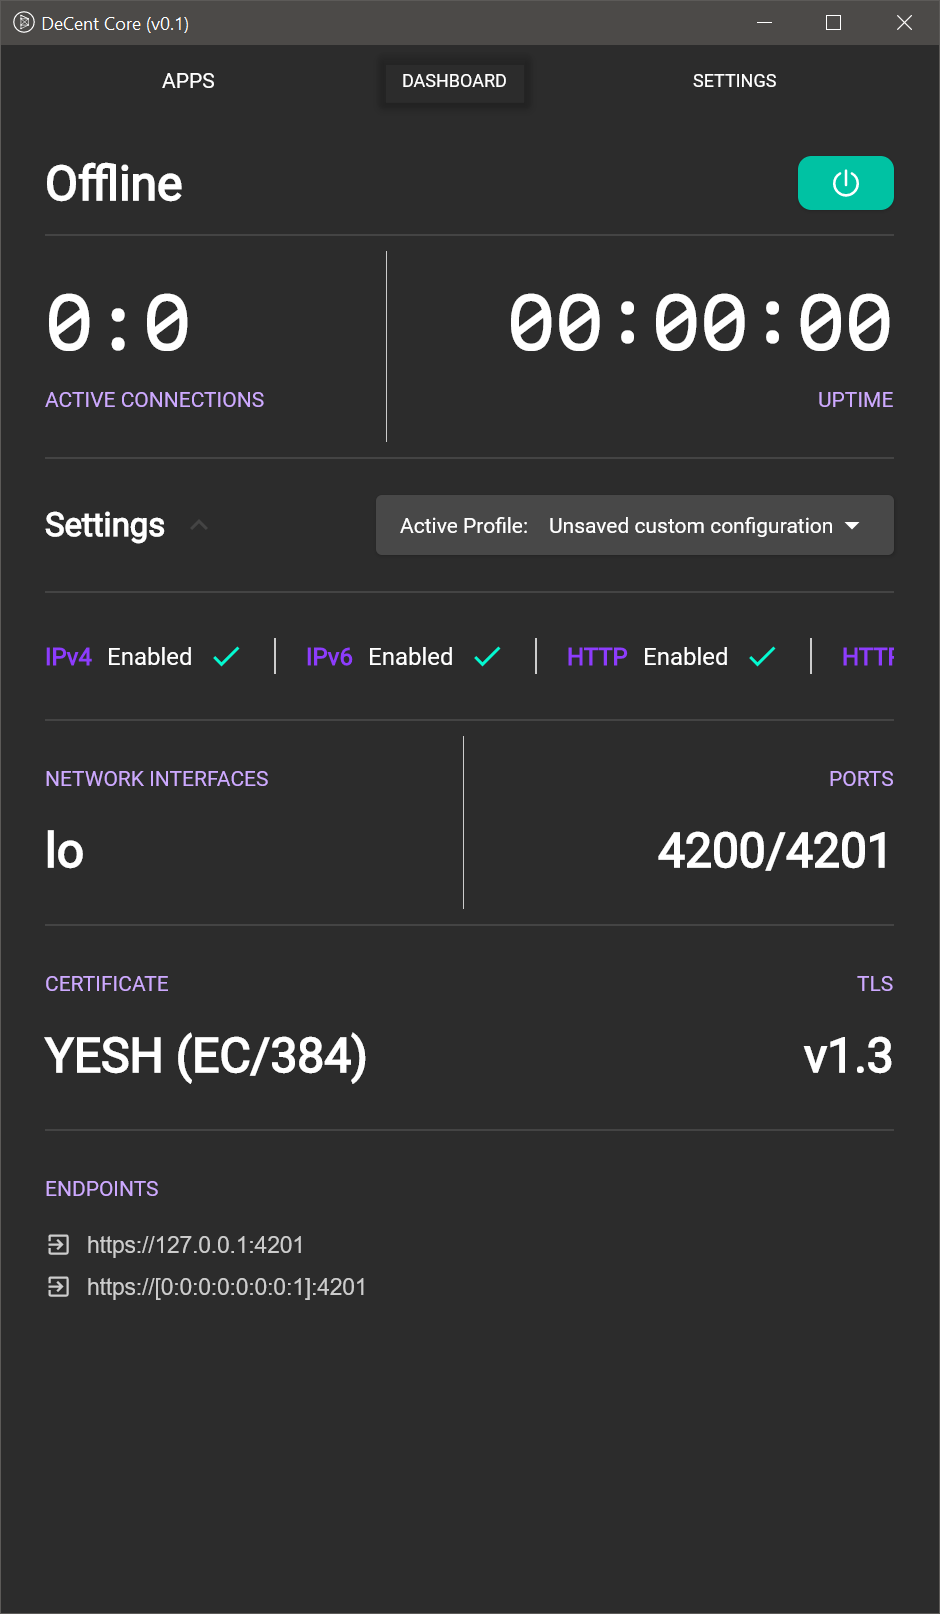 DeCent Core (v0.1)
APPS DASHBOARD SETTINGS
Offline
0:0 00:00:00
ACTIVE CONNECTIONS UPTIME
Settings Active Profile: Unsaved custom configuration
IPv4 Enabled IPv6 Enabled HTTP Enabled HTTP
NETWORK INTERFACES PORTS
lo 4200/4201
CERTIFICATE TLS
YESH (EC/384) v1.3
ENDPOINTS
https://127.0.0.1:4201
https://[0:0:0:0:0:0:0:1]:4201